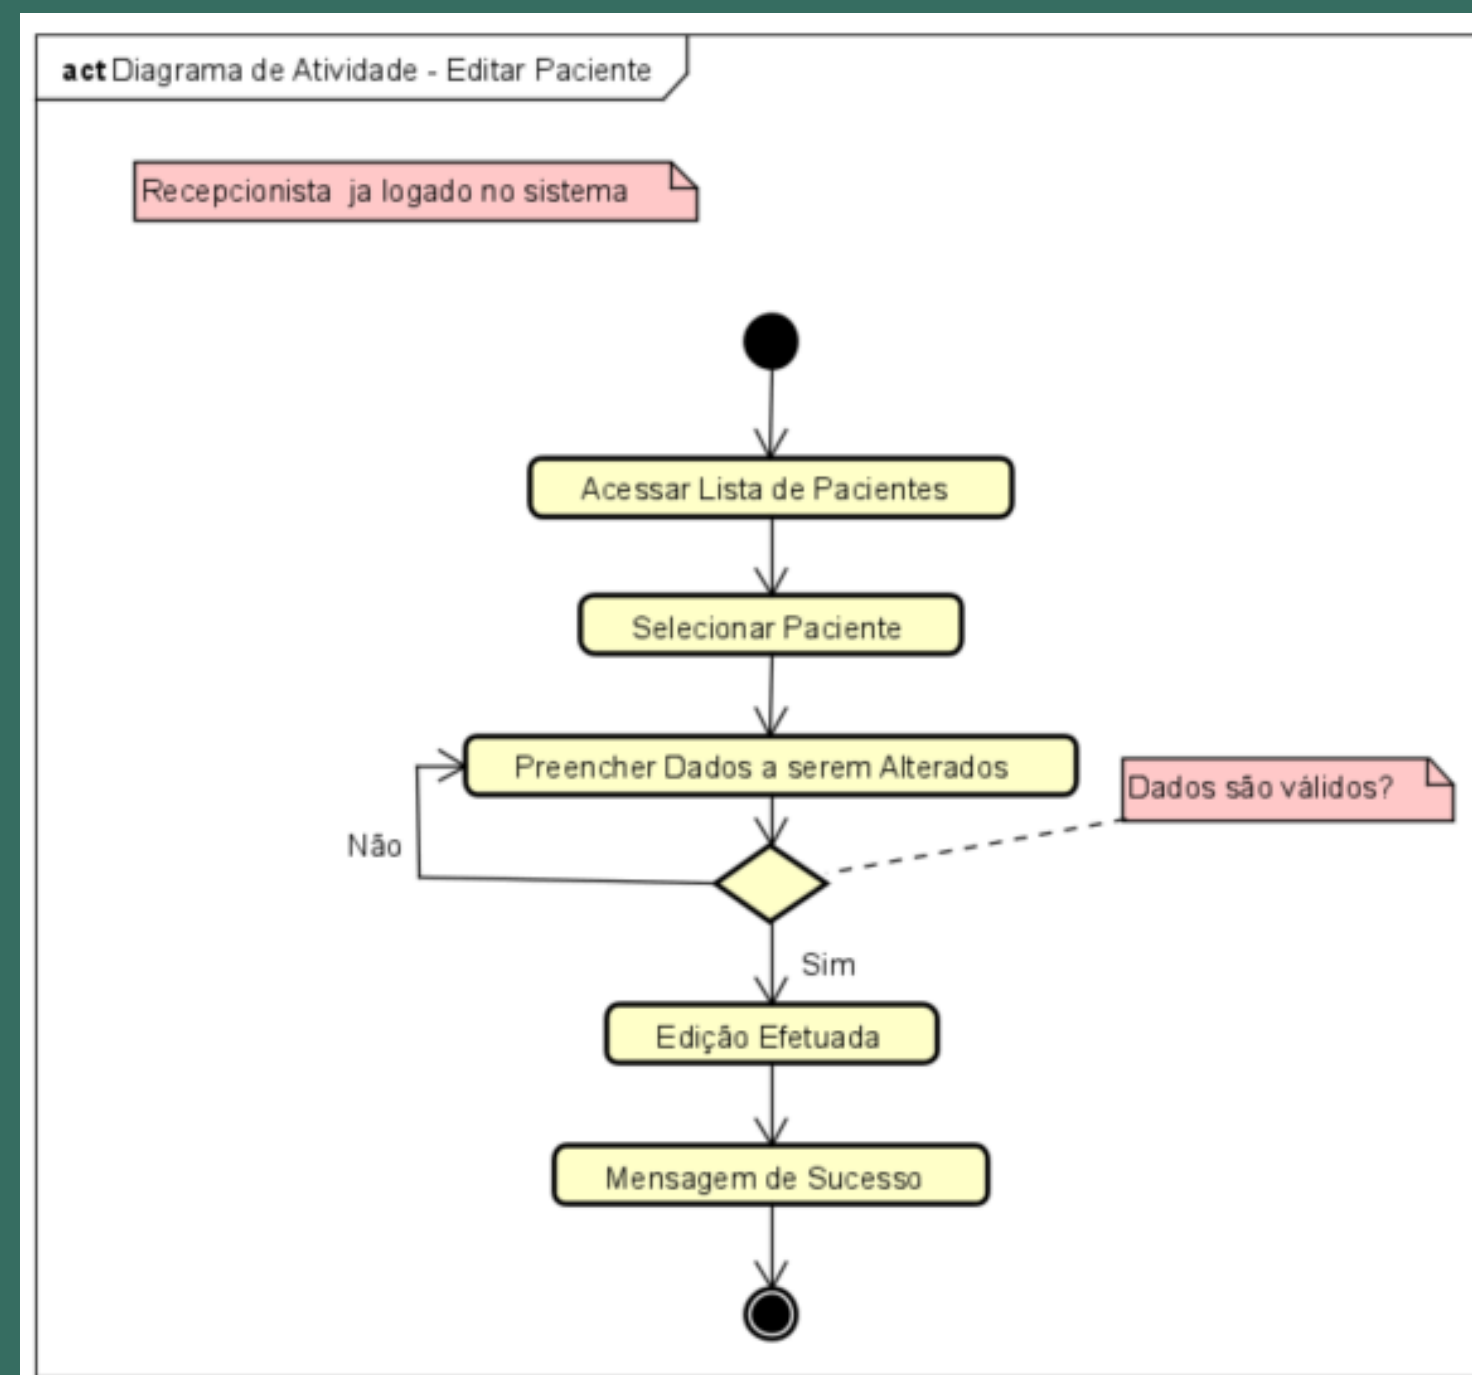 act Diagrama de Atividade - Editar Paciente
Recepcionista ja logado no sistema
Acessar Lista de Pacientes
Selecionar Paciente
Preencher Dados a serem Alterados
Dados são válidos?
Não
Sim
Edição Efetuada
Mensagem de Sucesso